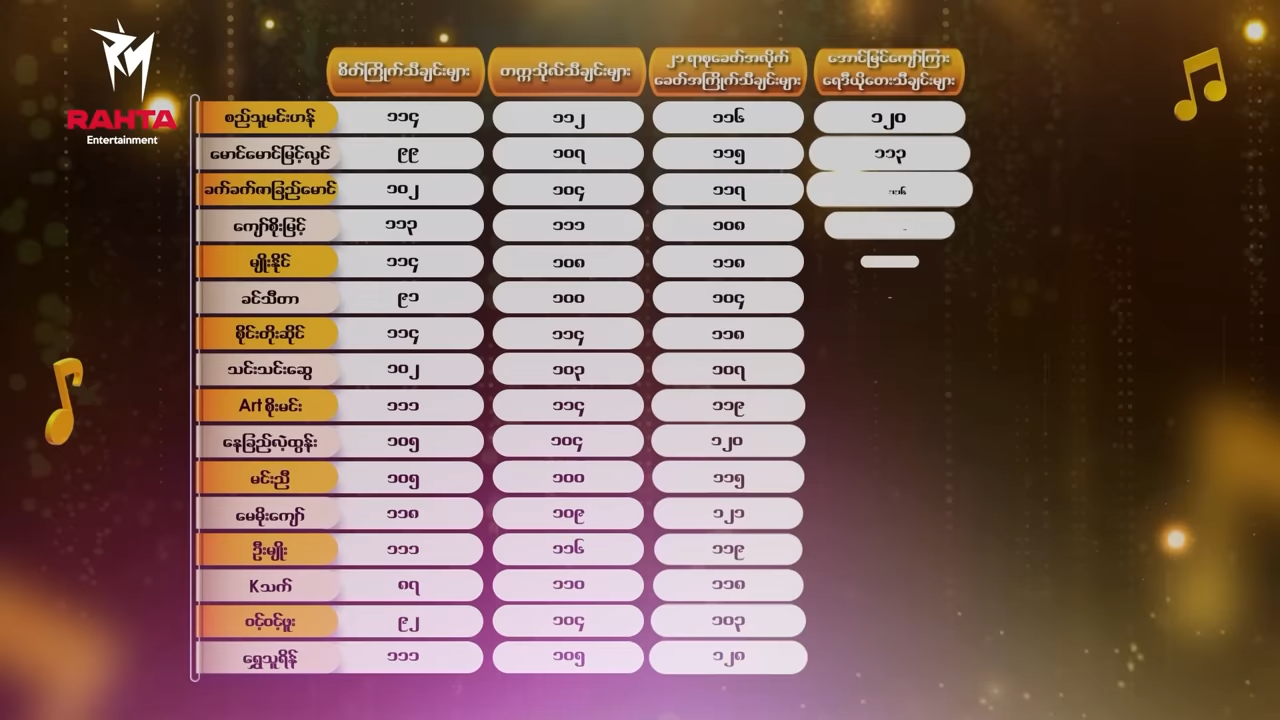 RAHTA
Entertainment
စိတ်ကြိုက်သီချင်းများ
တက္ကသိုလ်သီချင်းများ
၂၁ ရာစုခေတ်အလိုက်
ခေတ်အကြိုက်သီချင်းများ
အောင်မြင်ကျော်ကြား
ရေဒီယိုတေးသီချင်းများ
စည်သူမင်းဟန် ၁၁၄ ၁၁၂ ၁၁၆ ၁၂၀
မောင်မောင်မြင့်လွင် ၉၉ ၁၀၇ ၁၁၅ ၁၁၃
ခက်ခက်ဇာခြည်မောင် ၁၀၂ ၁၀၄ ၁၁၇
ကျော်စိုးမြင့် ၁၁၃ ၁၁၁ ၁၀၈
မျိုးနိုင် ၁၁၄ ၁၀၈ ၁၁၈
ခင်သီတာ ၉၁ ၁၀၀ ၁၀၄
စိုင်းတိုးဆိုင် ၁၁၄ ၁၁၄ ၁၁၈
သင်းသင်းဆွေ ၁၀၂ ၁၀၃ ၁၀၇
Art စိုးမင်း ၁၁၁ ၁၁၄ ၁၁၉
နေခြည်လဲ့ထွန်း ၁၀၅ ၁၀၄ ၁၂၀
မင်းညီ ၁၀၅ ၁၀၀ ၁၁၅
မေမိုးကျော် ၁၁၈ ၁၀၉ ၁၂၁
ဦးမျိုး ၁၁၁ ၁၁၆ ၁၁၉
K သက် ၈၇ ၁၁၀ ၁၁၈
ဝင့်ဝင့်ဖူး ၉၂ ၁၀၄ ၁၀၃
ရွှေသူရိန် ၁၁၁ ၁၀၅ ၁၂၈